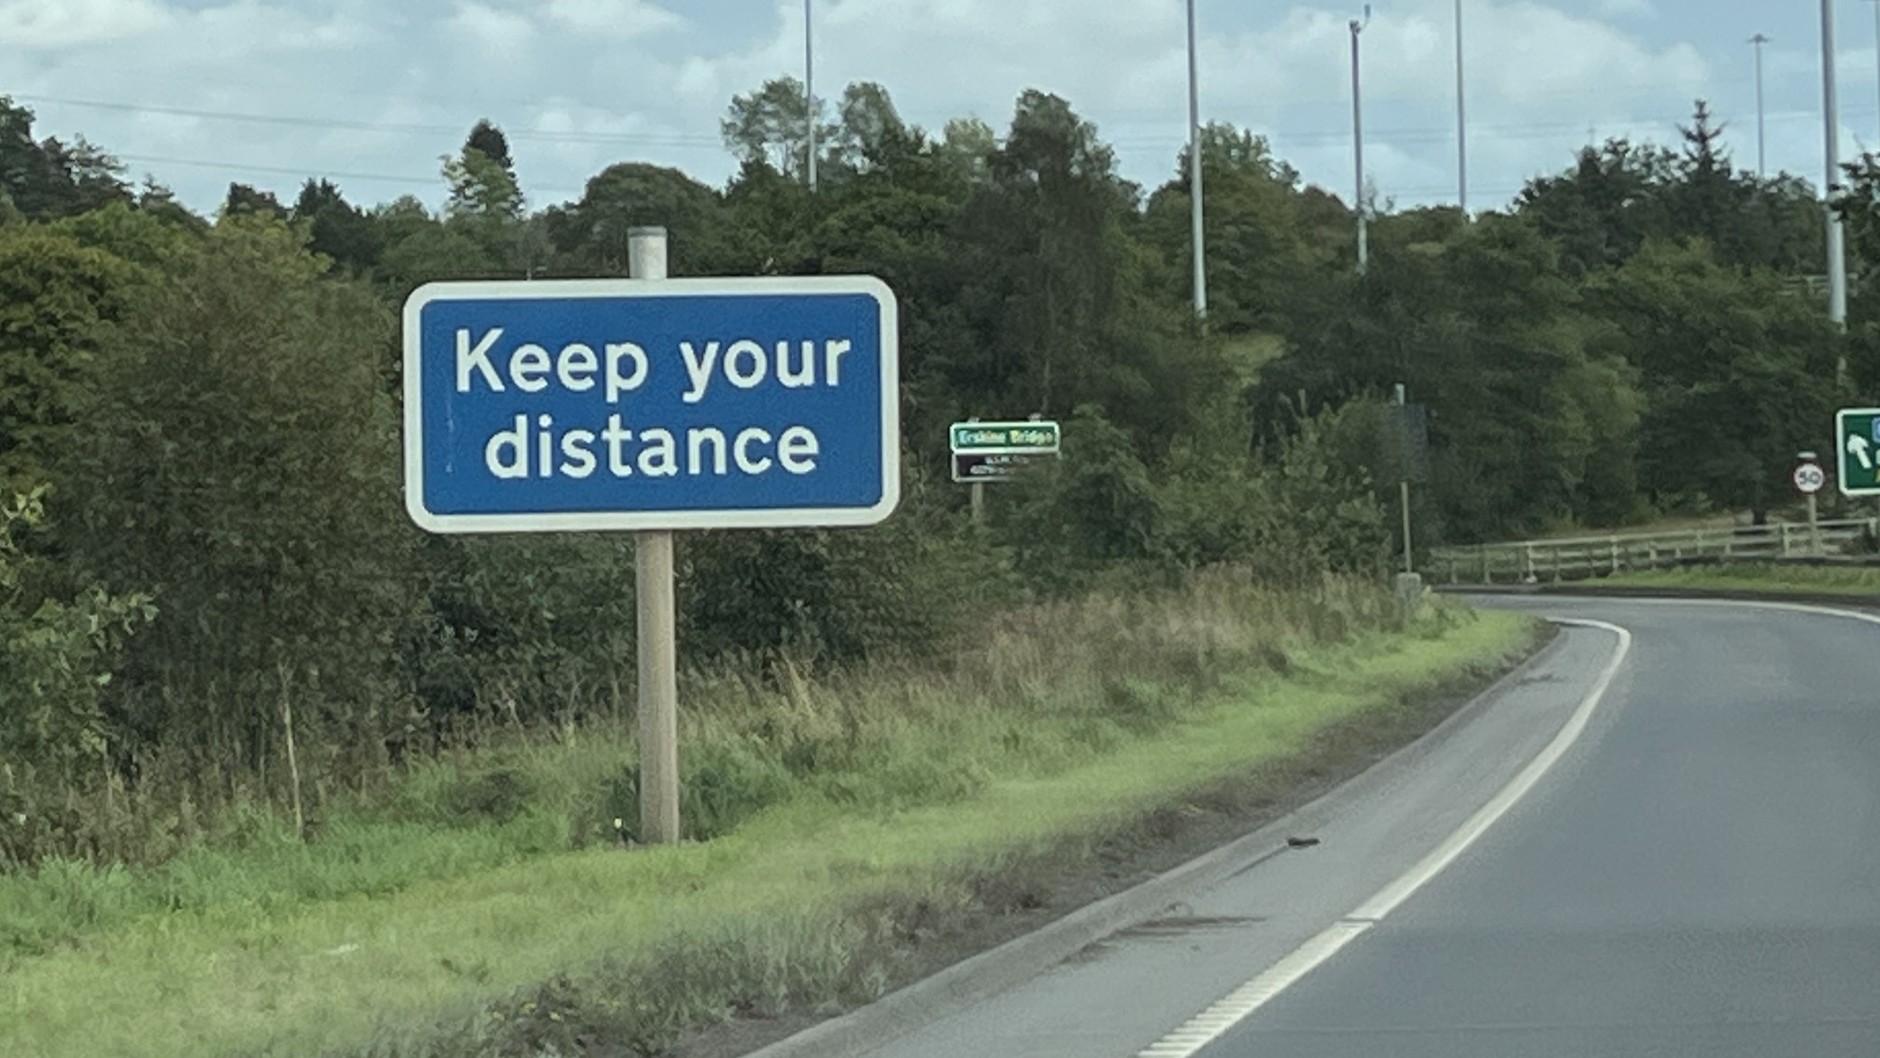 Keep your
distance
Erskine Bridge
50